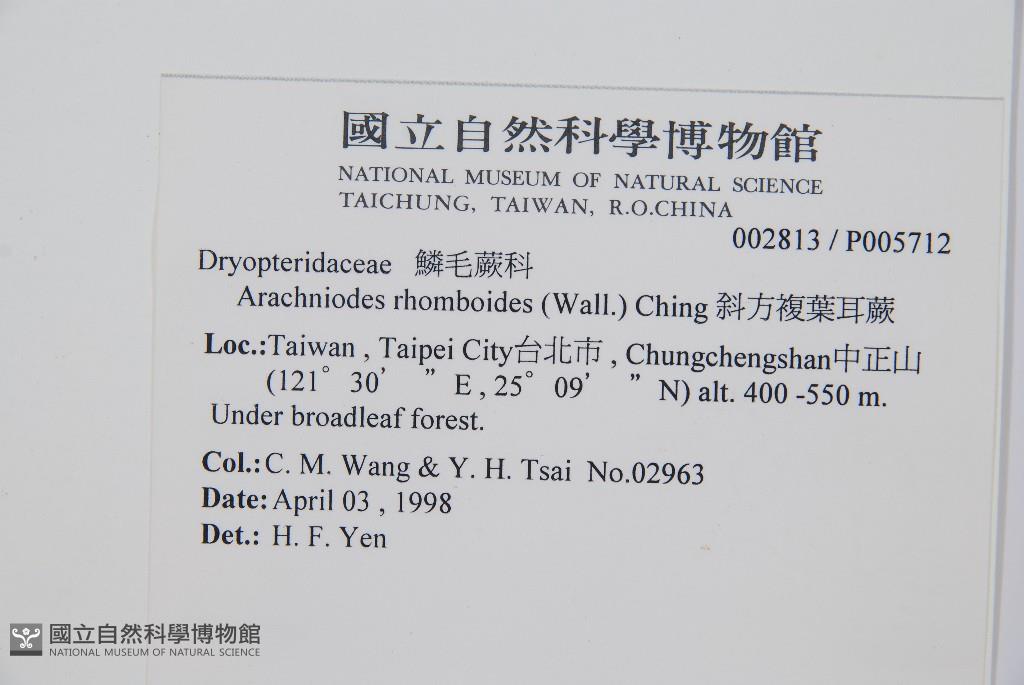 國立自然科學博物館
NATIONAL MUSEUM OF NATURAL SCIENCE
TAICHUNG, TAIWAN, R.O.CHINA
002813 / P005712
Dryopteridaceae 鱗毛蕨科
Arachniodes rhomboides (Wall.) Ching 斜方複葉耳蕨
Loc.:Taiwan , Taipei City台北市 , Chungchengshan中正山
(121° 30’ ” E , 25° 09’ ” N) alt. 400 -550 m.
Under broadleaf forest.
Col.:C. M. Wang & Y. H. Tsai No.02963
Date: April 03 , 1998
Det.: H. F. Yen
國立自然科學博物館
NATIONAL MUSEUM OF NATURAL SCIENCE